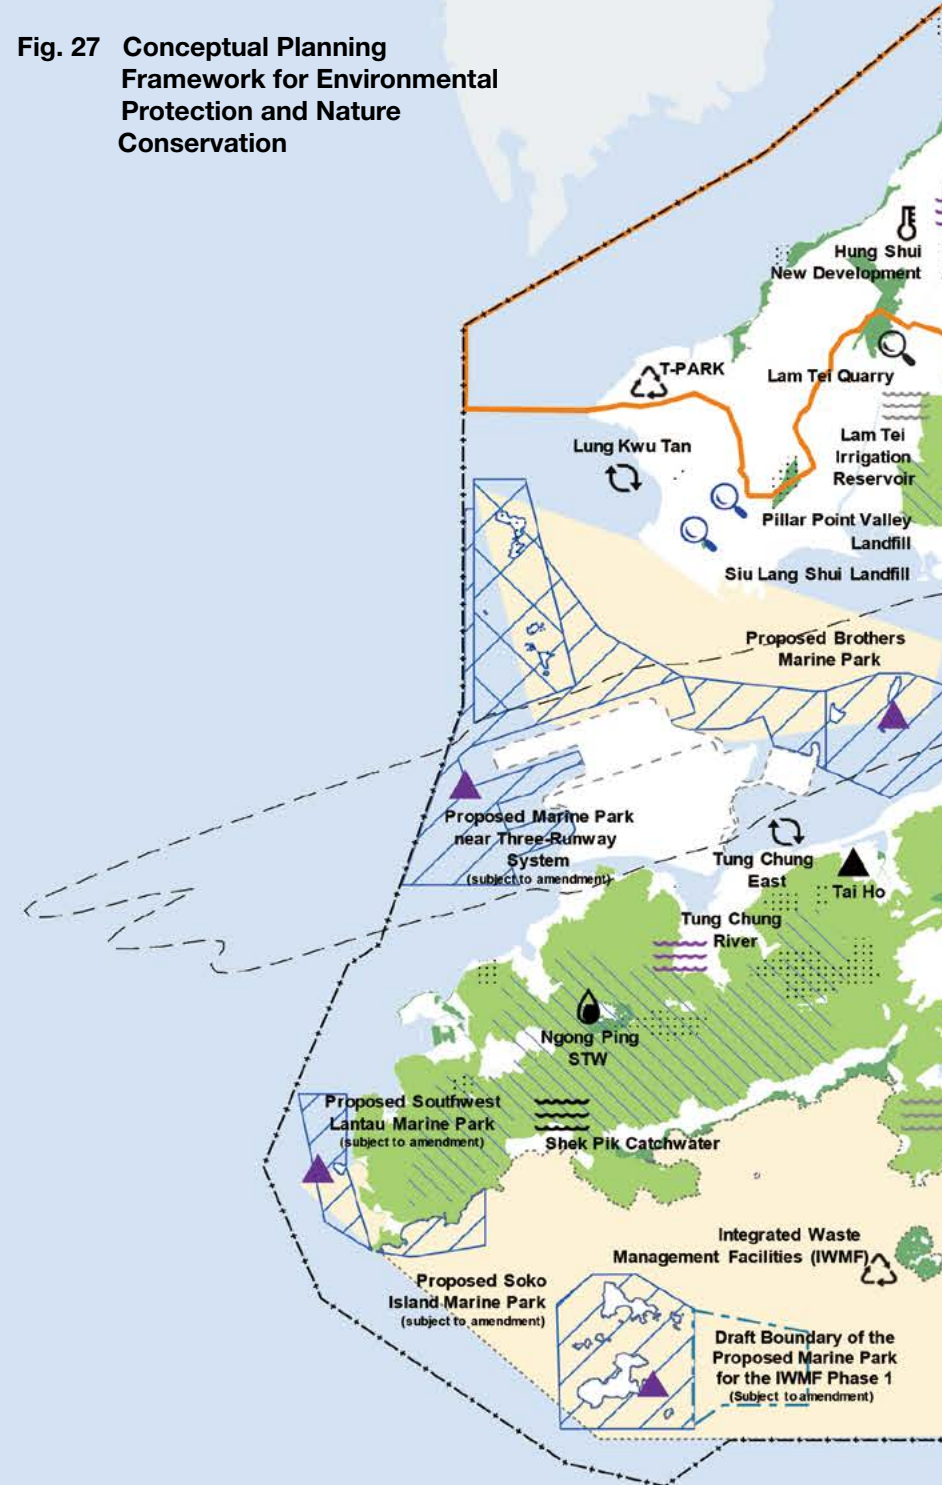 Fig. 27 Conceptual Planning
Framework for Environmental
Protection and Nature
Conservation
Hung Shui
New Development
T-PARK
Lam Tei Quarry
Lung Kwu Tan
Lam Tei
Irrigation
Reservoir
Pillar Point Valley
Landfill
Siu Lang Shui Landfill
Proposed Brothers
Marine Park
Proposed Marine Park
near Three-Runway
System
(subject to amendment)
Tung Chung
East
Tai Ho
Tung Chung
River
Ngong Ping
STW
Proposed Southwest
Lantau Marine Park
(subject to amendment)
Shek Pik Catchwater
Integrated Waste
Management Facilities (IWMF)
Proposed Soko
Island Marine Park
(subject to amendment)
Draft Boundary of the
Proposed Marine Park
for the IWMF Phase 1
(Subject to amendment)